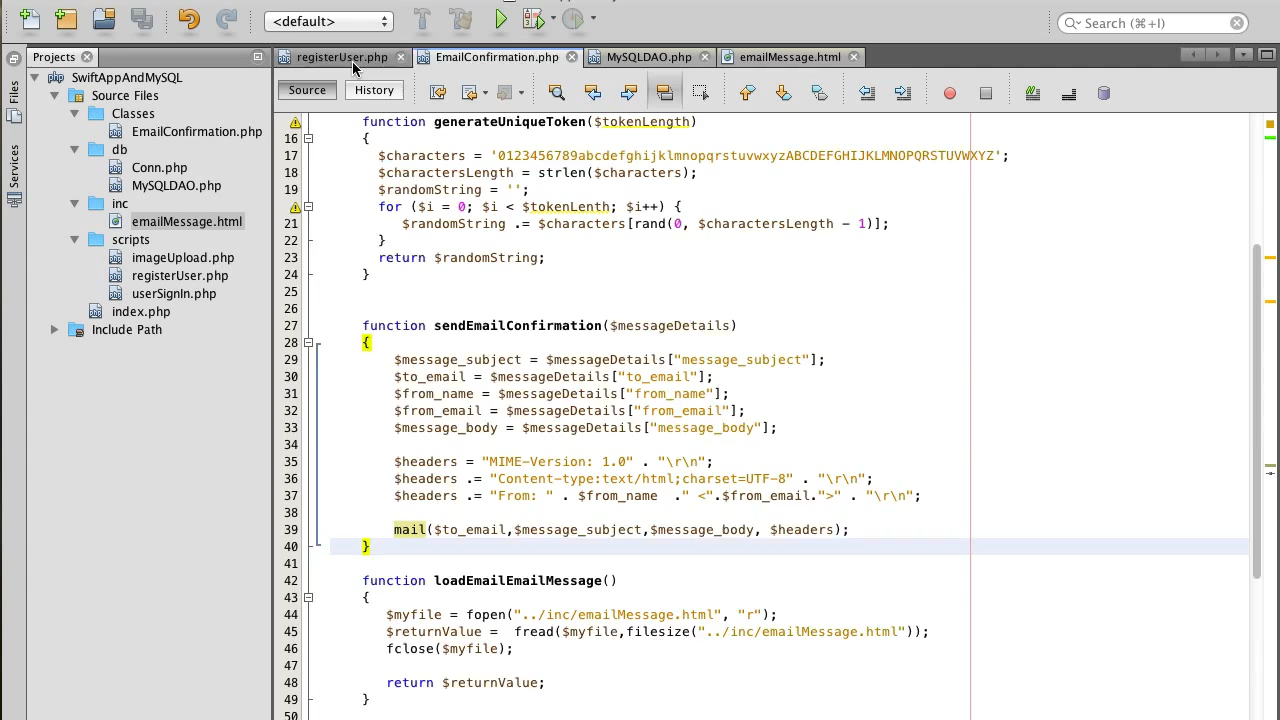 <default>
Search (⌘+I)
Projects
registerUser.php
EmailConfirmation.php
MySQLDAO.php
emailMessage.html
Files
Services
SwiftAppAndMySQL
Source Files
Classes
EmailConfirmation.php
db
Conn.php
MySQLDAO.php
inc
emailMessage.html
scripts
imageUpload.php
registerUser.php
userSignIn.php
index.php
Include Path
Source
History
function generateUniqueToken($tokenLength)
16 {
17 $characters = '0123456789abcdefghijklmnopqrstuvwxyzABCDEFGHIJKLMNOPQRSTUVWXYZ';
18 $charactersLength = strlen($characters);
19 $randomString = '';
for ($i = 0; $i < $tokenLenth; $i++) {
21 $randomString .= $characters[rand(0, $charactersLength - 1)];
22 }
23 return $randomString;
24 }
25
26
27 function sendEmailConfirmation($messageDetails)
28 {
29 $message_subject = $messageDetails["message_subject"];
30 $to_email = $messageDetails["to_email"];
31 $from_name = $messageDetails["from_name"];
32 $from_email = $messageDetails["from_email"];
33 $message_body = $messageDetails["message_body"];
34
35 $headers = "MIME-Version: 1.0" . "\r\n";
36 $headers .= "Content-type:text/html;charset=UTF-8" . "\r\n";
37 $headers .= "From: " . $from_name ." <".$from_email.">" . "\r\n";
38
39 mail($to_email,$message_subject,$message_body, $headers);
40 }
41
42 function loadEmailEmailMessage()
43 {
44 $myfile = fopen("../inc/emailMessage.html", "r");
45 $returnValue = fread($myfile,filesize("../inc/emailMessage.html"));
46 fclose($myfile);
47
48 return $returnValue;
49 }
50